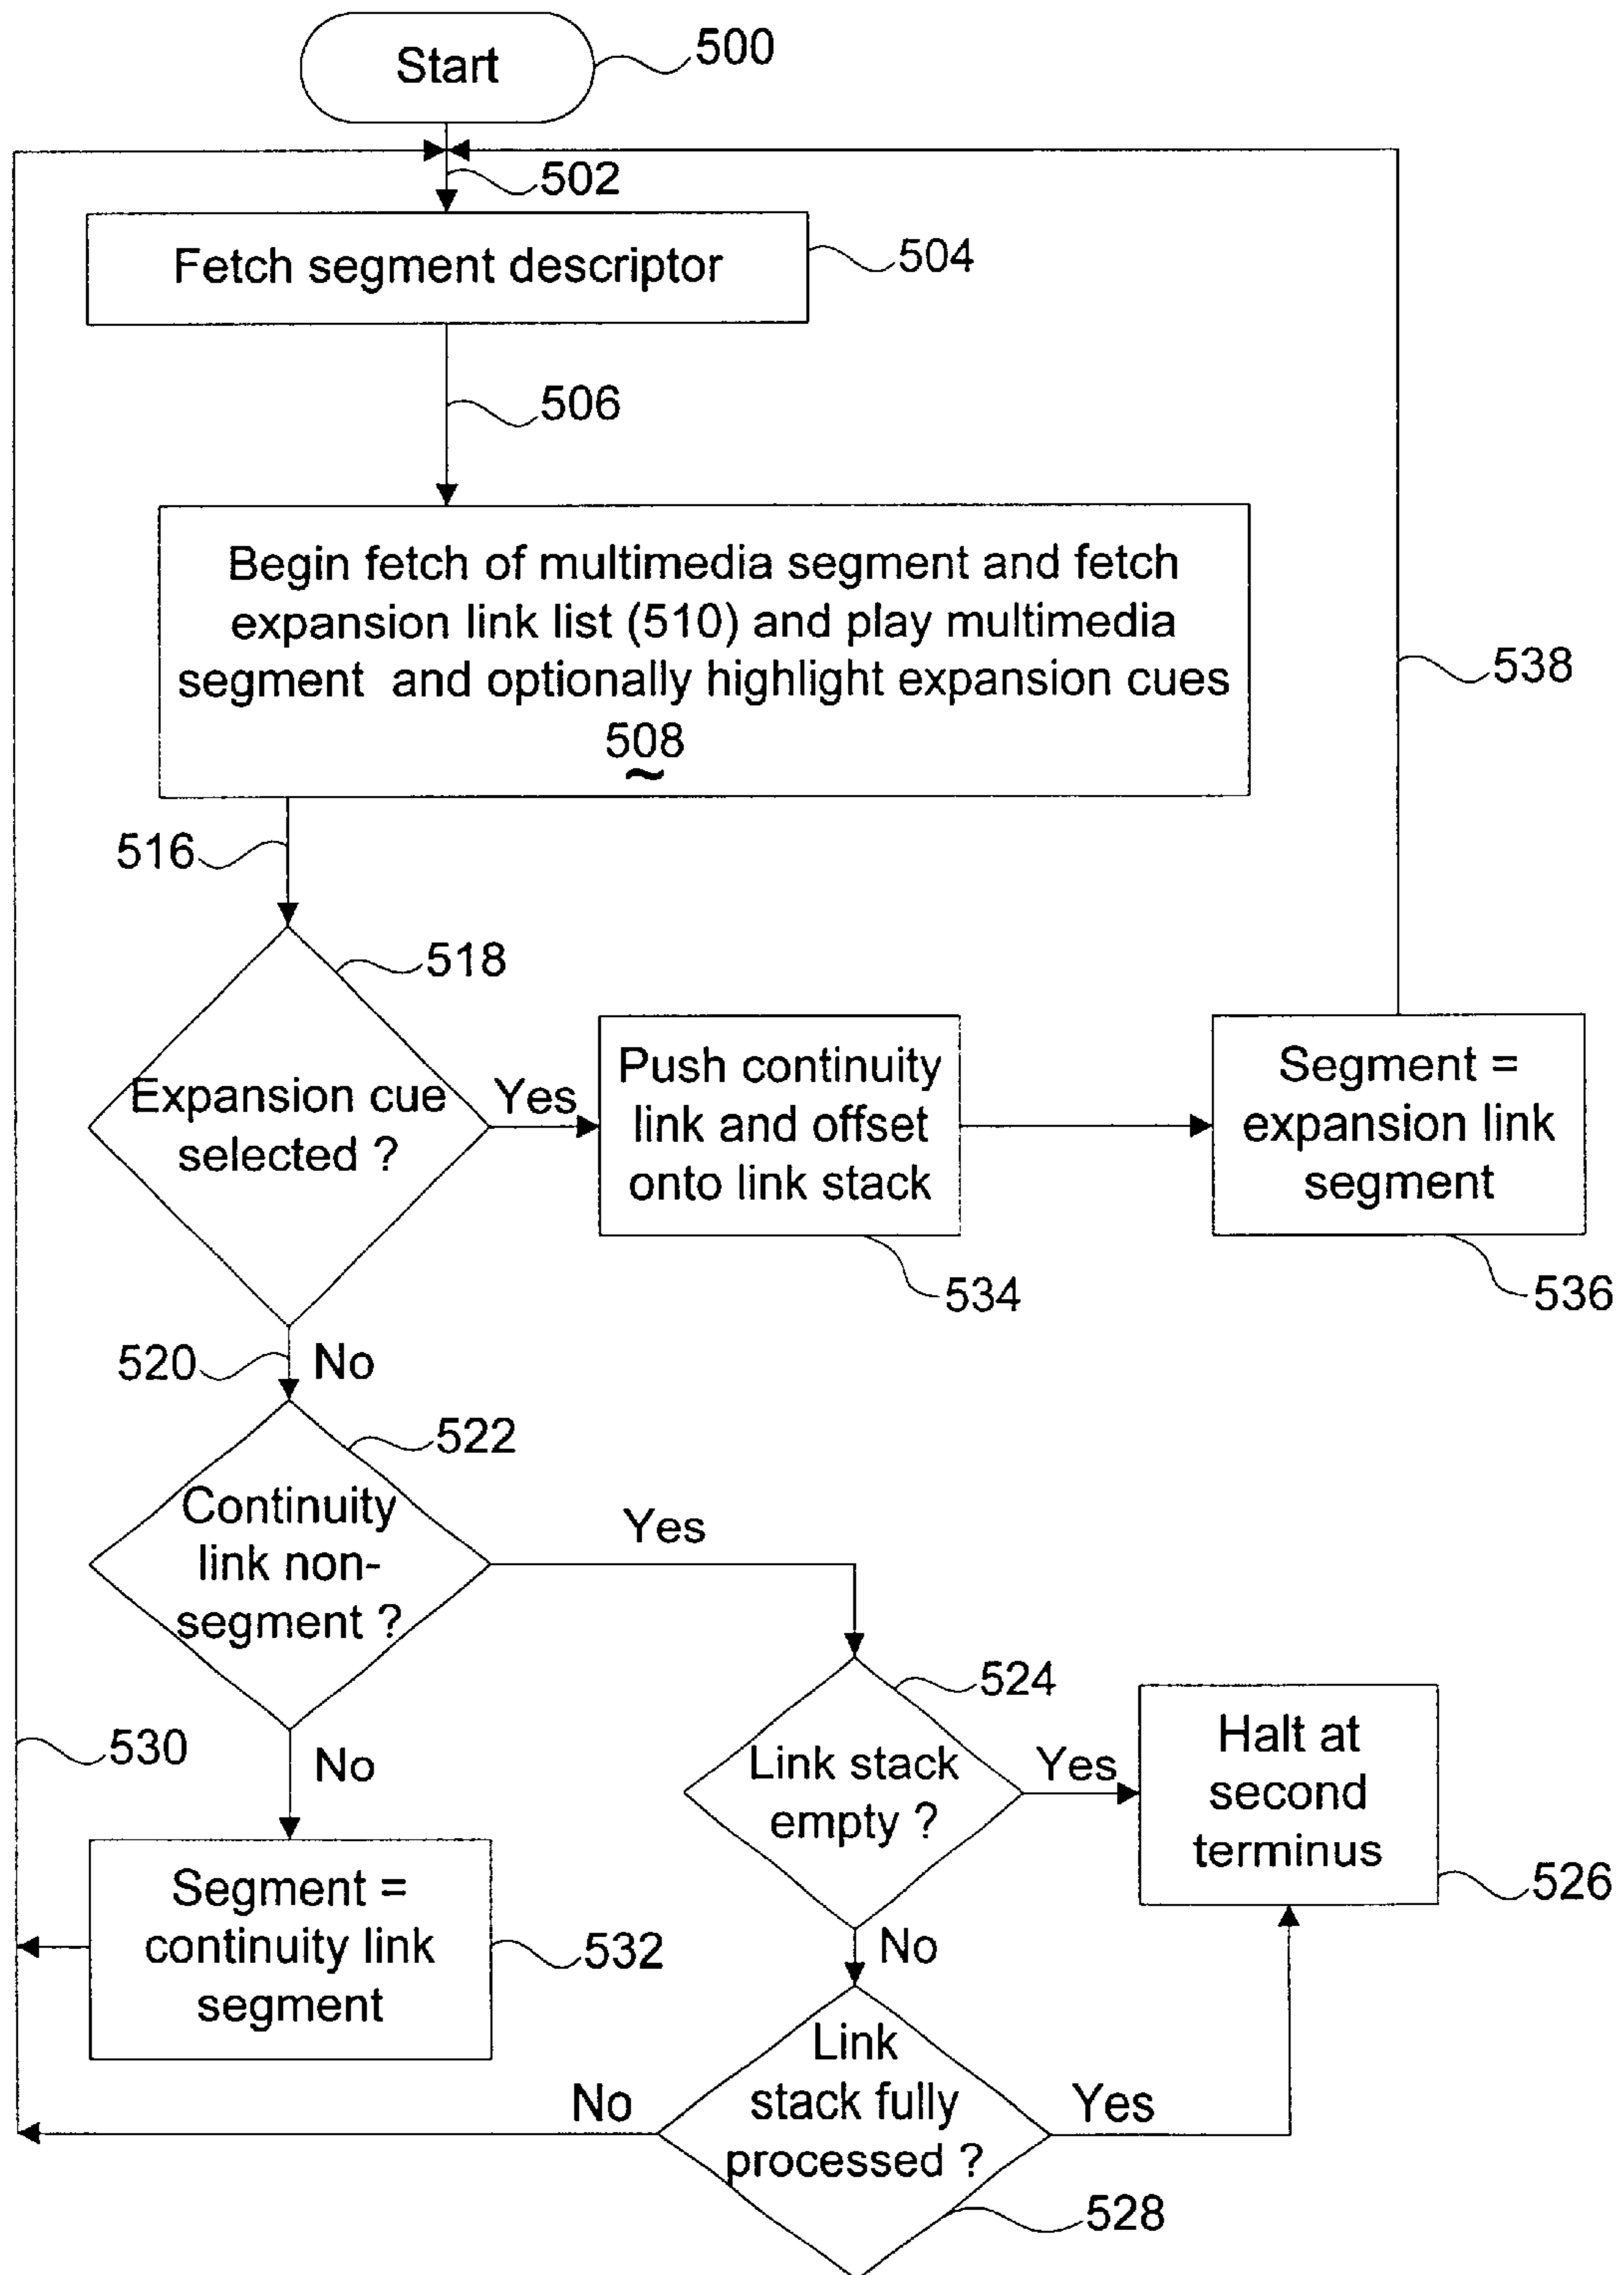 Start
500
502
Fetch segment descriptor
504
506
Begin fetch of multimedia segment and fetch
expansion link list (510) and play multimedia
segment and optionally highlight expansion cues
508
538
516
518
Expansion cue
selected ?
Yes
Push continuity
link and offset
onto link stack
534
Segment =
expansion link
segment
536
520
No
522
Continuity
link non-
segment ?
Yes
524
Link stack
empty ?
Yes
Halt at
second
terminus
526
530
No
Segment =
continuity link
segment
532
No
Link
stack fully
processed ?
No
Yes
528